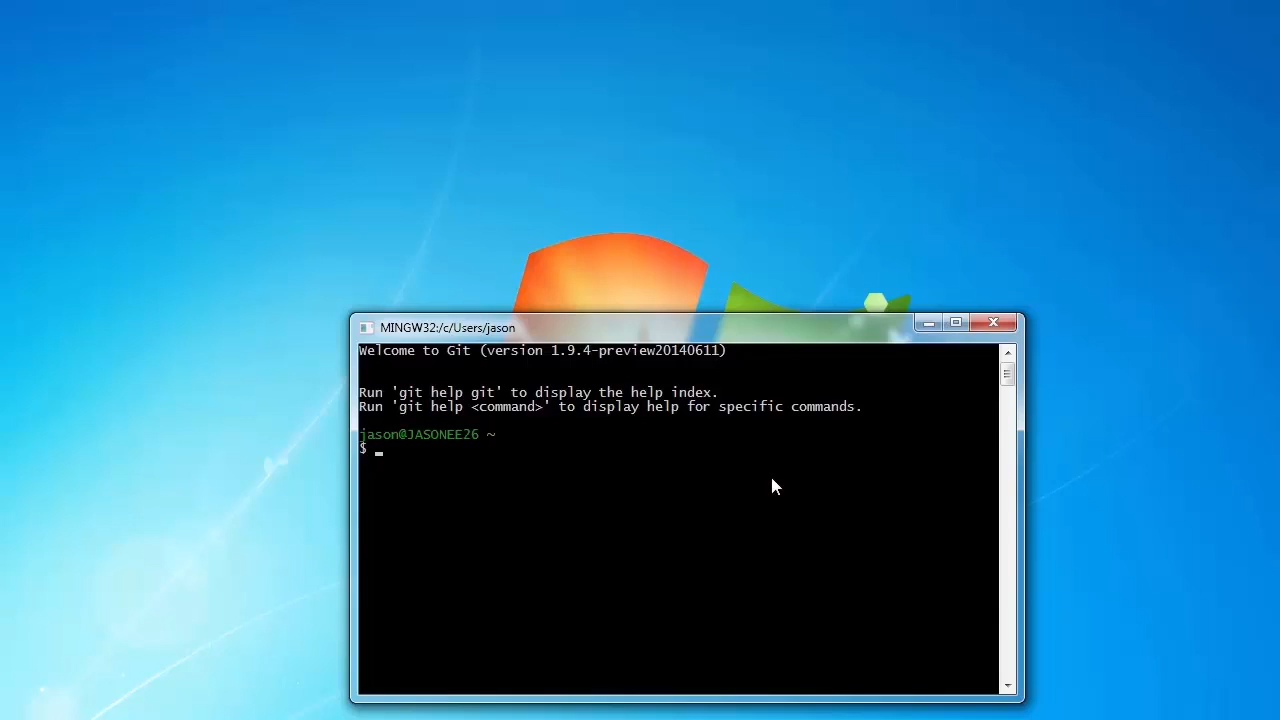 MINGW32:/c/Users/jason
Welcome to Git (version 1.9.4-preview20140611)
Run 'git help git' to display the help index.
Run 'git help <command>' to display help for specific commands.
jason@JASONEE26 ~
$